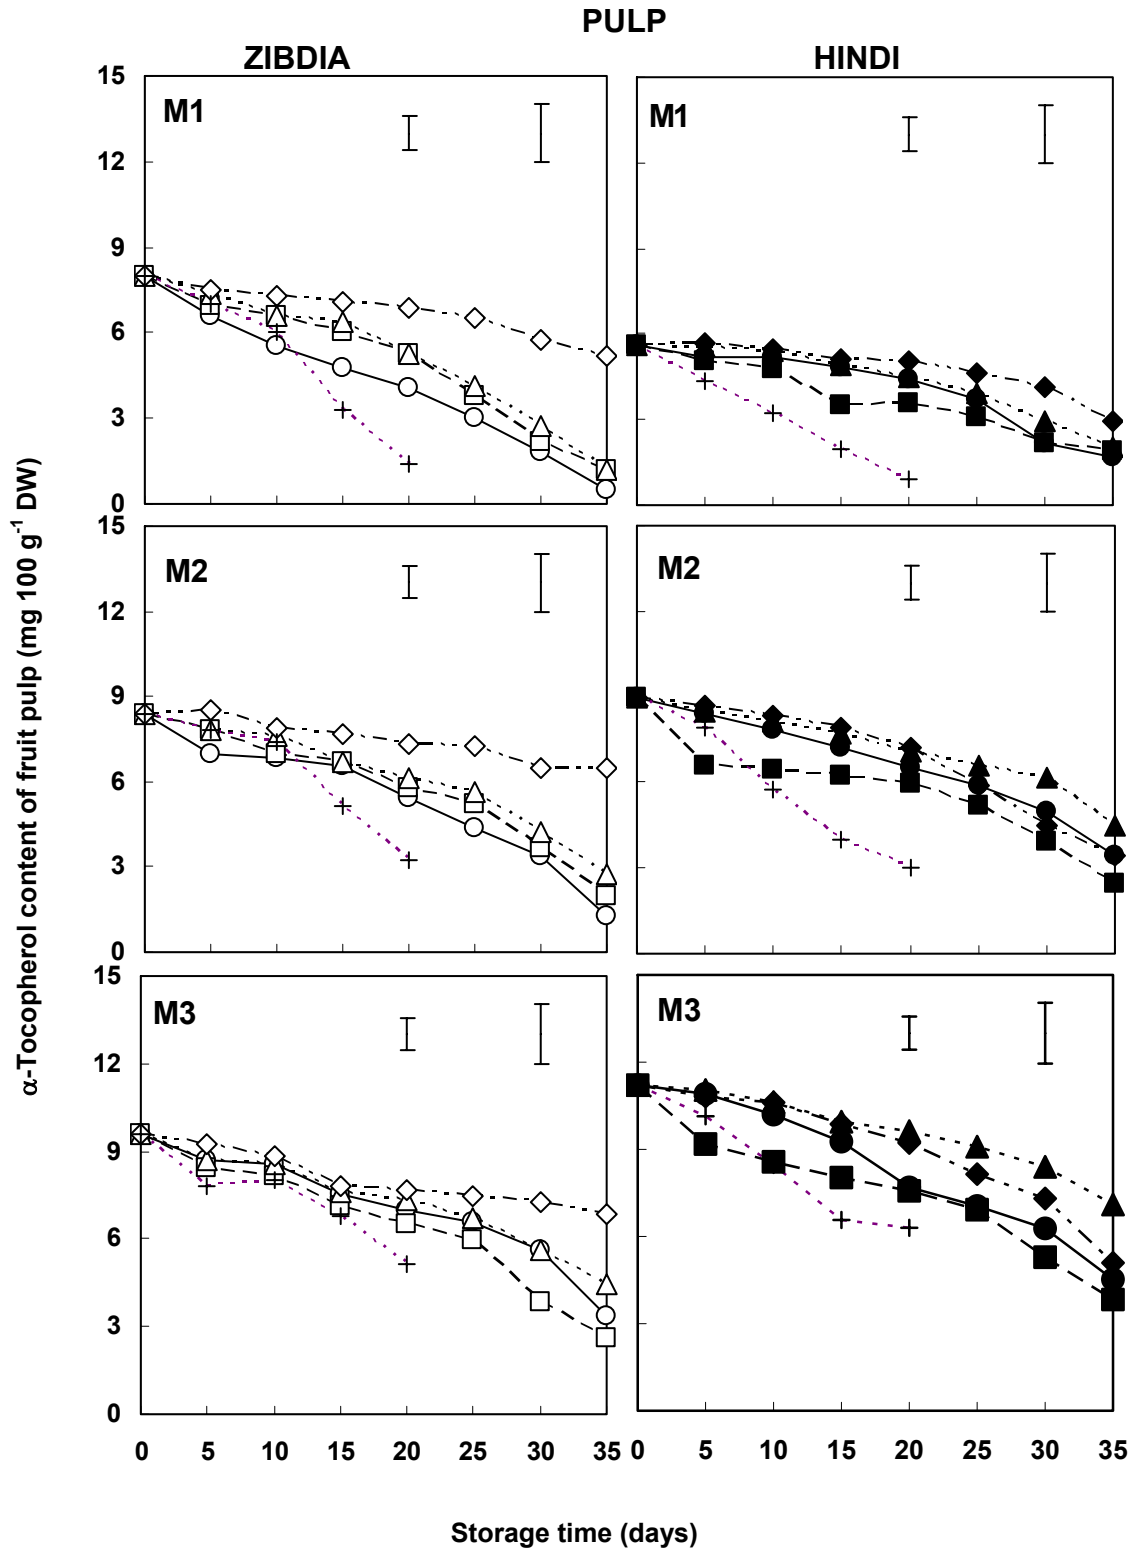 PULP
ZIBDIA
HINDI
15
M1
M1
12
9
6
3
0
15
M2
M2
12
9
6
3
0
15
M3
M3
12
9
6
3
0
0 5 10 15 20 25 30 35
0 5 10 15 20 25 30 35
α-Tocopherol content of fruit pulp (mg 100 g-1 DW)
Storage time (days)